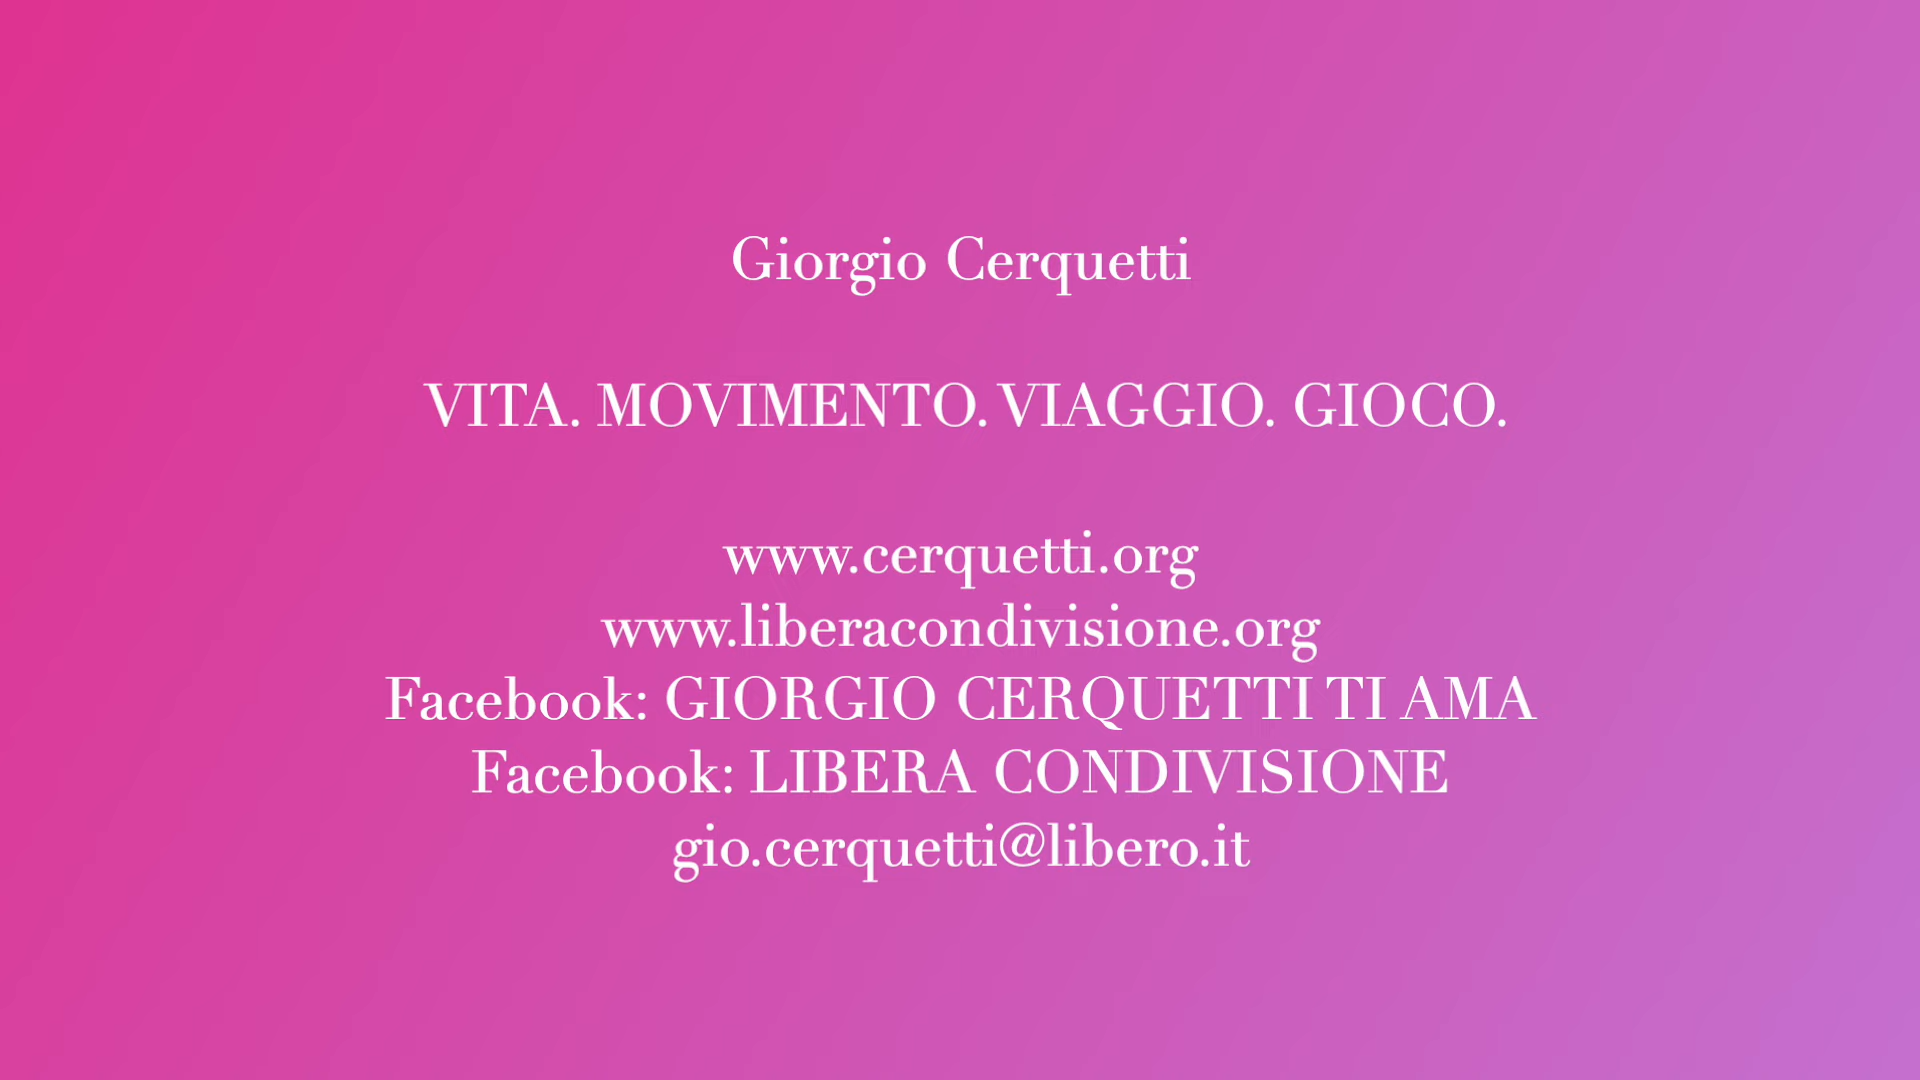 Giorgio Cerquetti
VITA. MOVIMENTO. VIAGGIO. GIOCO.
www.cerquetti.org
www.liberacondivisione.org
Facebook: GIORGIO CERQUETTI TI AMA
Facebook: LIBERA CONDIVISIONE
gio.cerquetti@libero.it